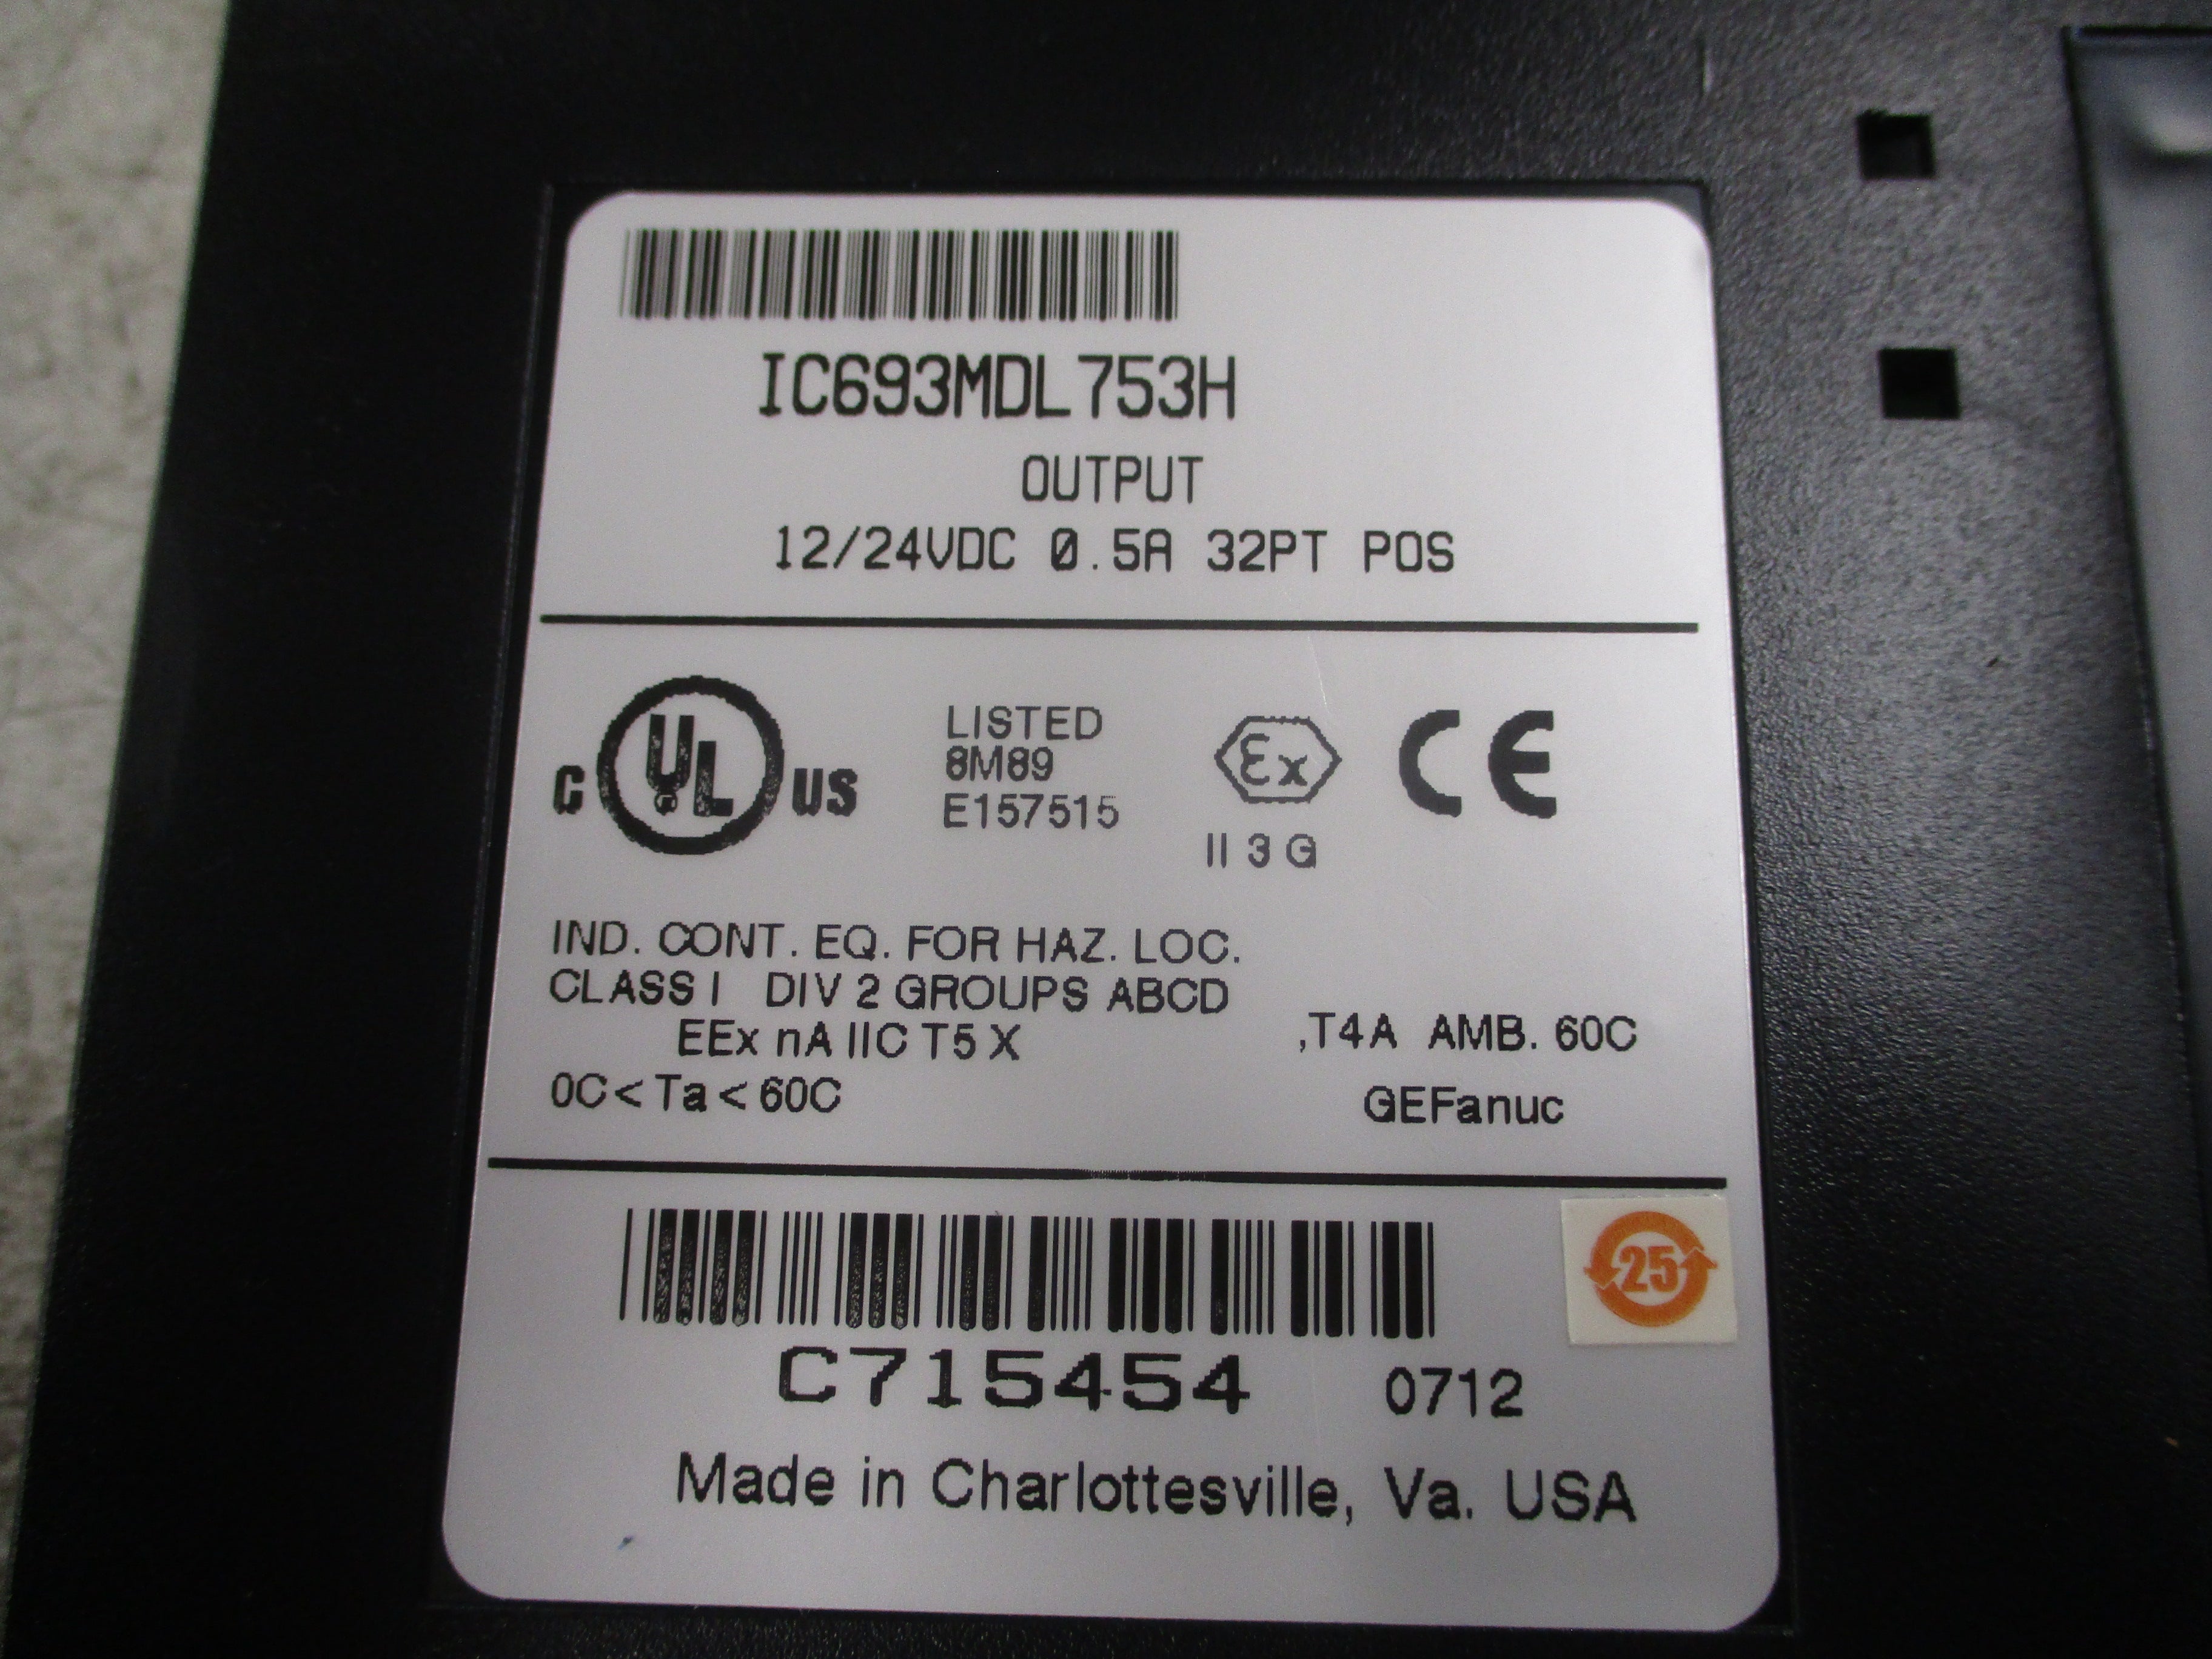 IC693MDL753H
OUTPUT
12/24VDC 0.5A 32PT POS
C UL US
LISTED
8M89
E157515
Ex
CE
II 3 G
IND. CONT. EQ. FOR HAZ. LOC.
CLASS I DIV 2 GROUPS ABCD
EEx nA IIC T5 X ,T4A AMB. 60C
0C < Ta < 60C GEFanuc
25
C715454 0712
Made in Charlottesville, Va. USA